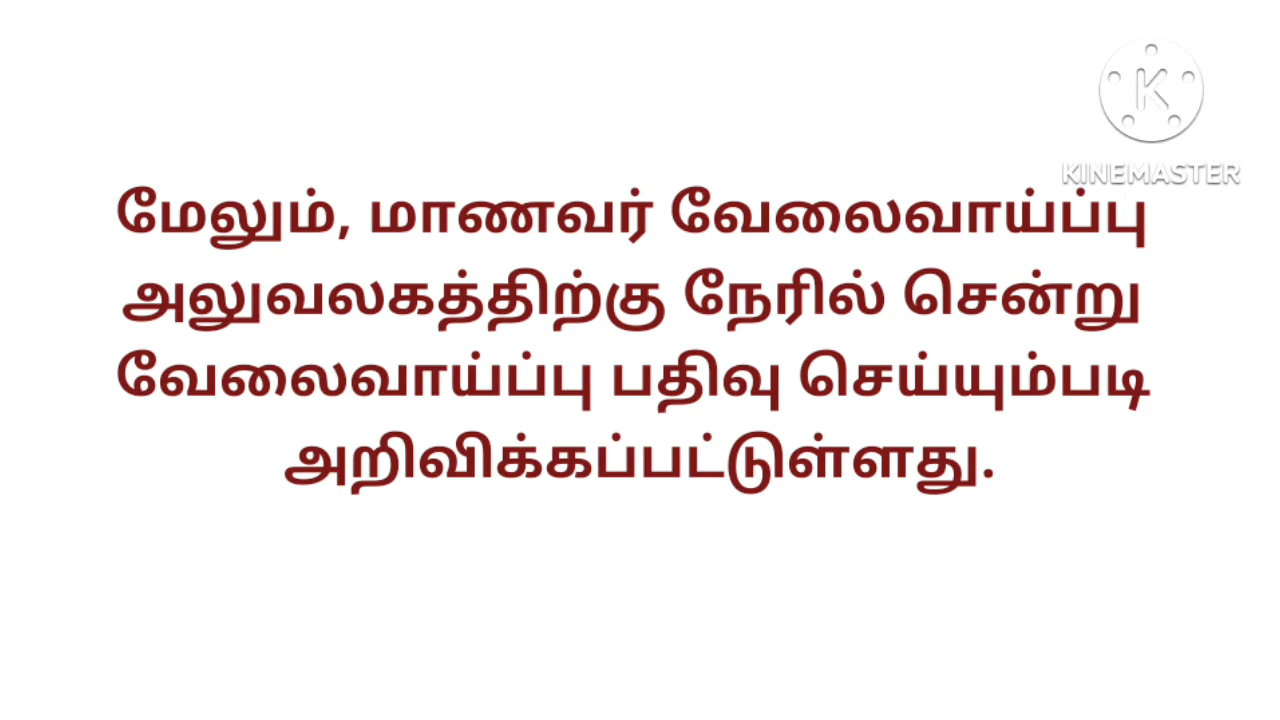 KINEMASTER
மேலும், மாணவர் வேலைவாய்ப்பு
அலுவலகத்திற்கு நேரில் சென்று
வேலைவாய்ப்பு பதிவு செய்யும்படி
அறிவிக்கப்பட்டுள்ளது.